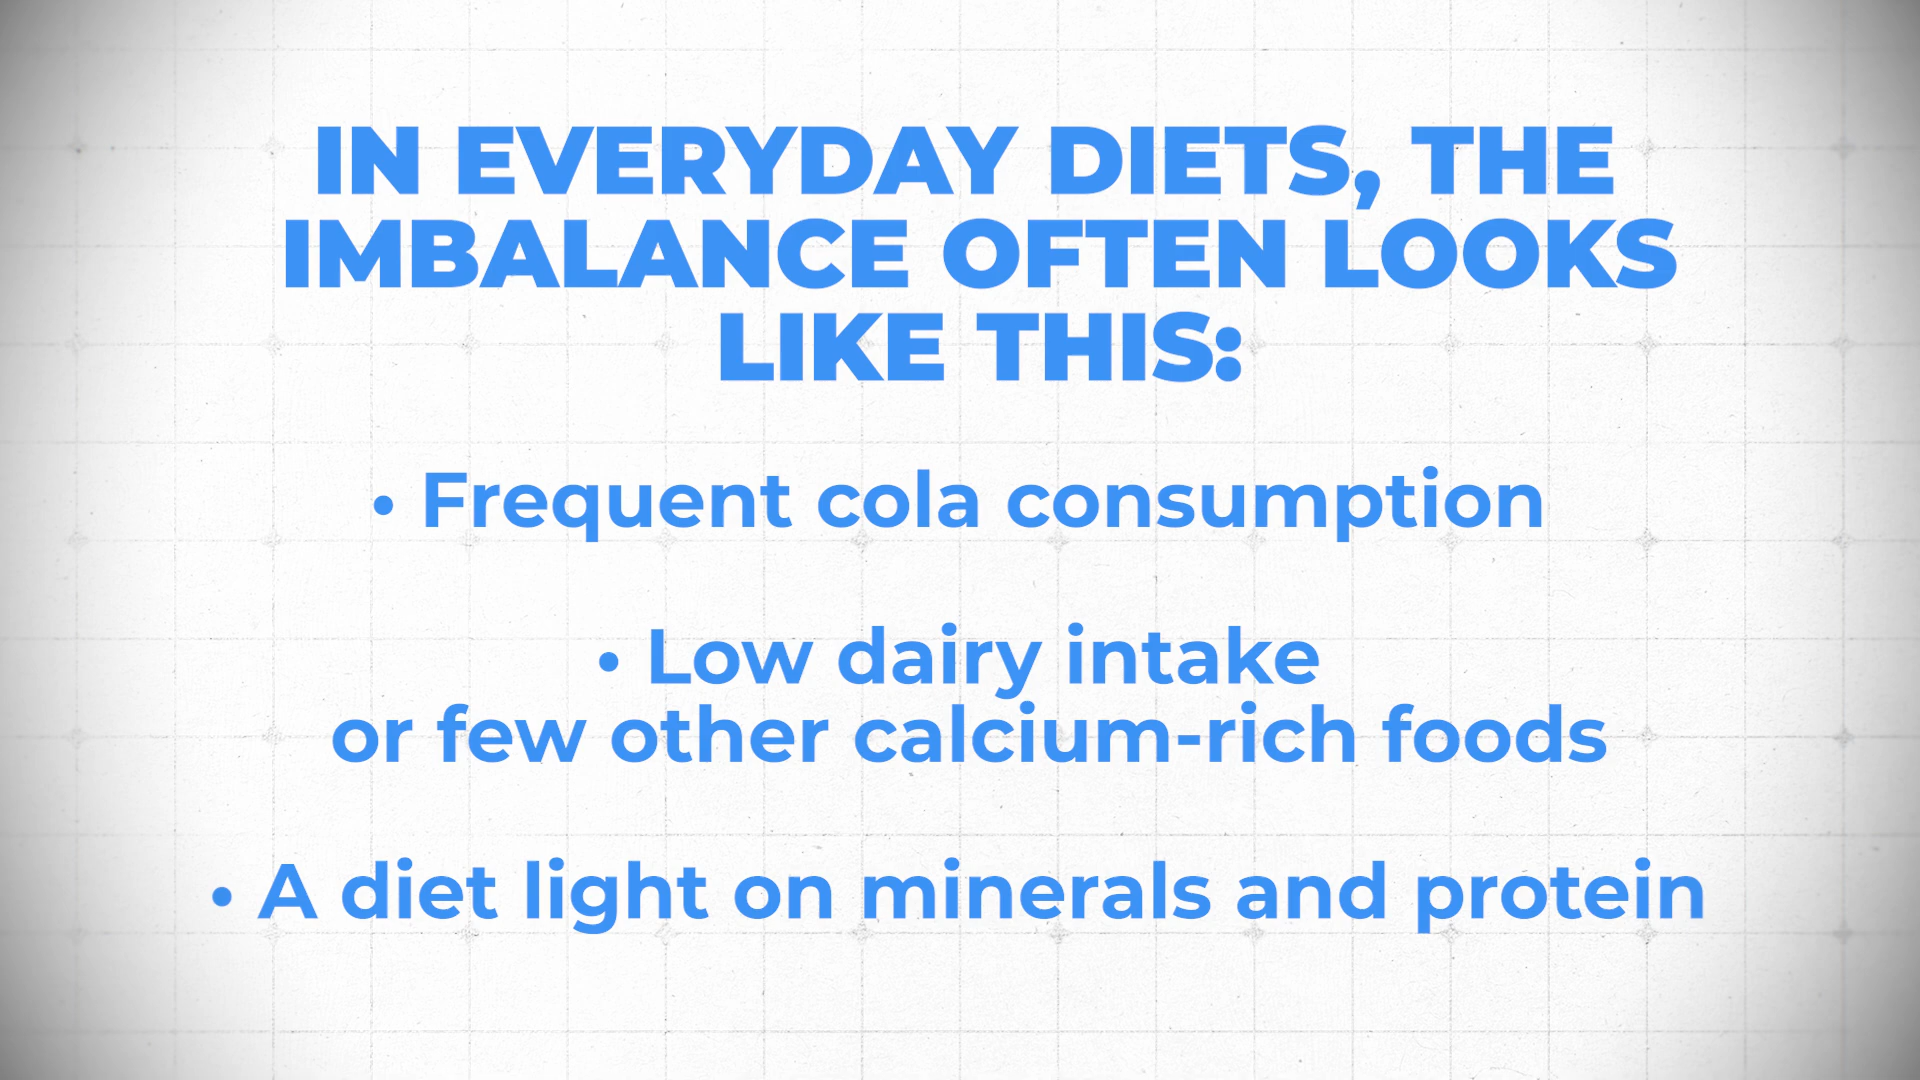 IN EVERYDAY DIETS, THE
IMBALANCE OFTEN LOOKS
LIKE THIS:
• Frequent cola consumption
• Low dairy intake
or few other calcium-rich foods
• A diet light on minerals and protein